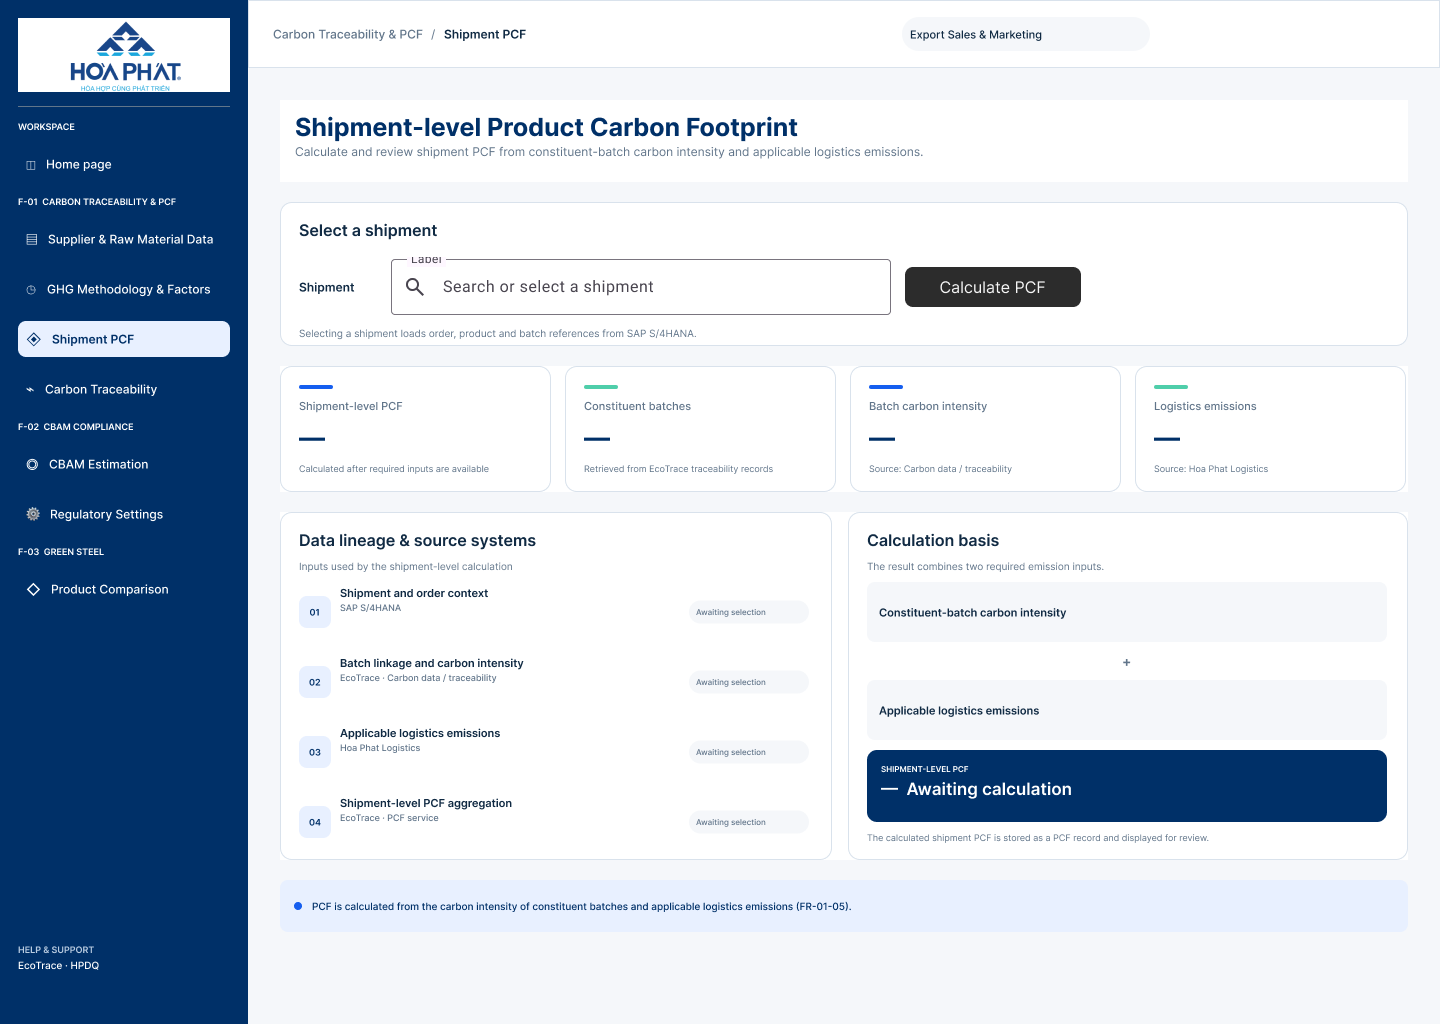 HÒA PHÁT
HÒA HỢP CÙNG PHÁT TRIỂN
WORKSPACE
Home page
F-01 CARBON TRACEABILITY & PCF
Supplier & Raw Material Data
GHG Methodology & Factors
Shipment PCF
Carbon Traceability
F-02 CBAM COMPLIANCE
CBAM Estimation
Regulatory Settings
F-03 GREEN STEEL
Product Comparison
HELP & SUPPORT
EcoTrace · HPDQ
Carbon Traceability & PCF / Shipment PCF
Export Sales & Marketing
Shipment-level Product Carbon Footprint
Calculate and review shipment PCF from constituent-batch carbon intensity and applicable logistics emissions.
Select a shipment
Label
Shipment
Search or select a shipment
Calculate PCF
Selecting a shipment loads order, product and batch references from SAP S/4HANA.
Shipment-level PCF
—
Calculated after required inputs are available
Constituent batches
—
Retrieved from EcoTrace traceability records
Batch carbon intensity
—
Source: Carbon data / traceability
Logistics emissions
—
Source: Hoa Phat Logistics
Data lineage & source systems
Inputs used by the shipment-level calculation
01
Shipment and order context
SAP S/4HANA
Awaiting selection
02
Batch linkage and carbon intensity
EcoTrace · Carbon data / traceability
Awaiting selection
03
Applicable logistics emissions
Hoa Phat Logistics
Awaiting selection
04
Shipment-level PCF aggregation
EcoTrace · PCF service
Awaiting selection
Calculation basis
The result combines two required emission inputs.
Constituent-batch carbon intensity
+
Applicable logistics emissions
SHIPMENT-LEVEL PCF
— Awaiting calculation
The calculated shipment PCF is stored as a PCF record and displayed for review.
PCF is calculated from the carbon intensity of constituent batches and applicable logistics emissions (FR-01-05).